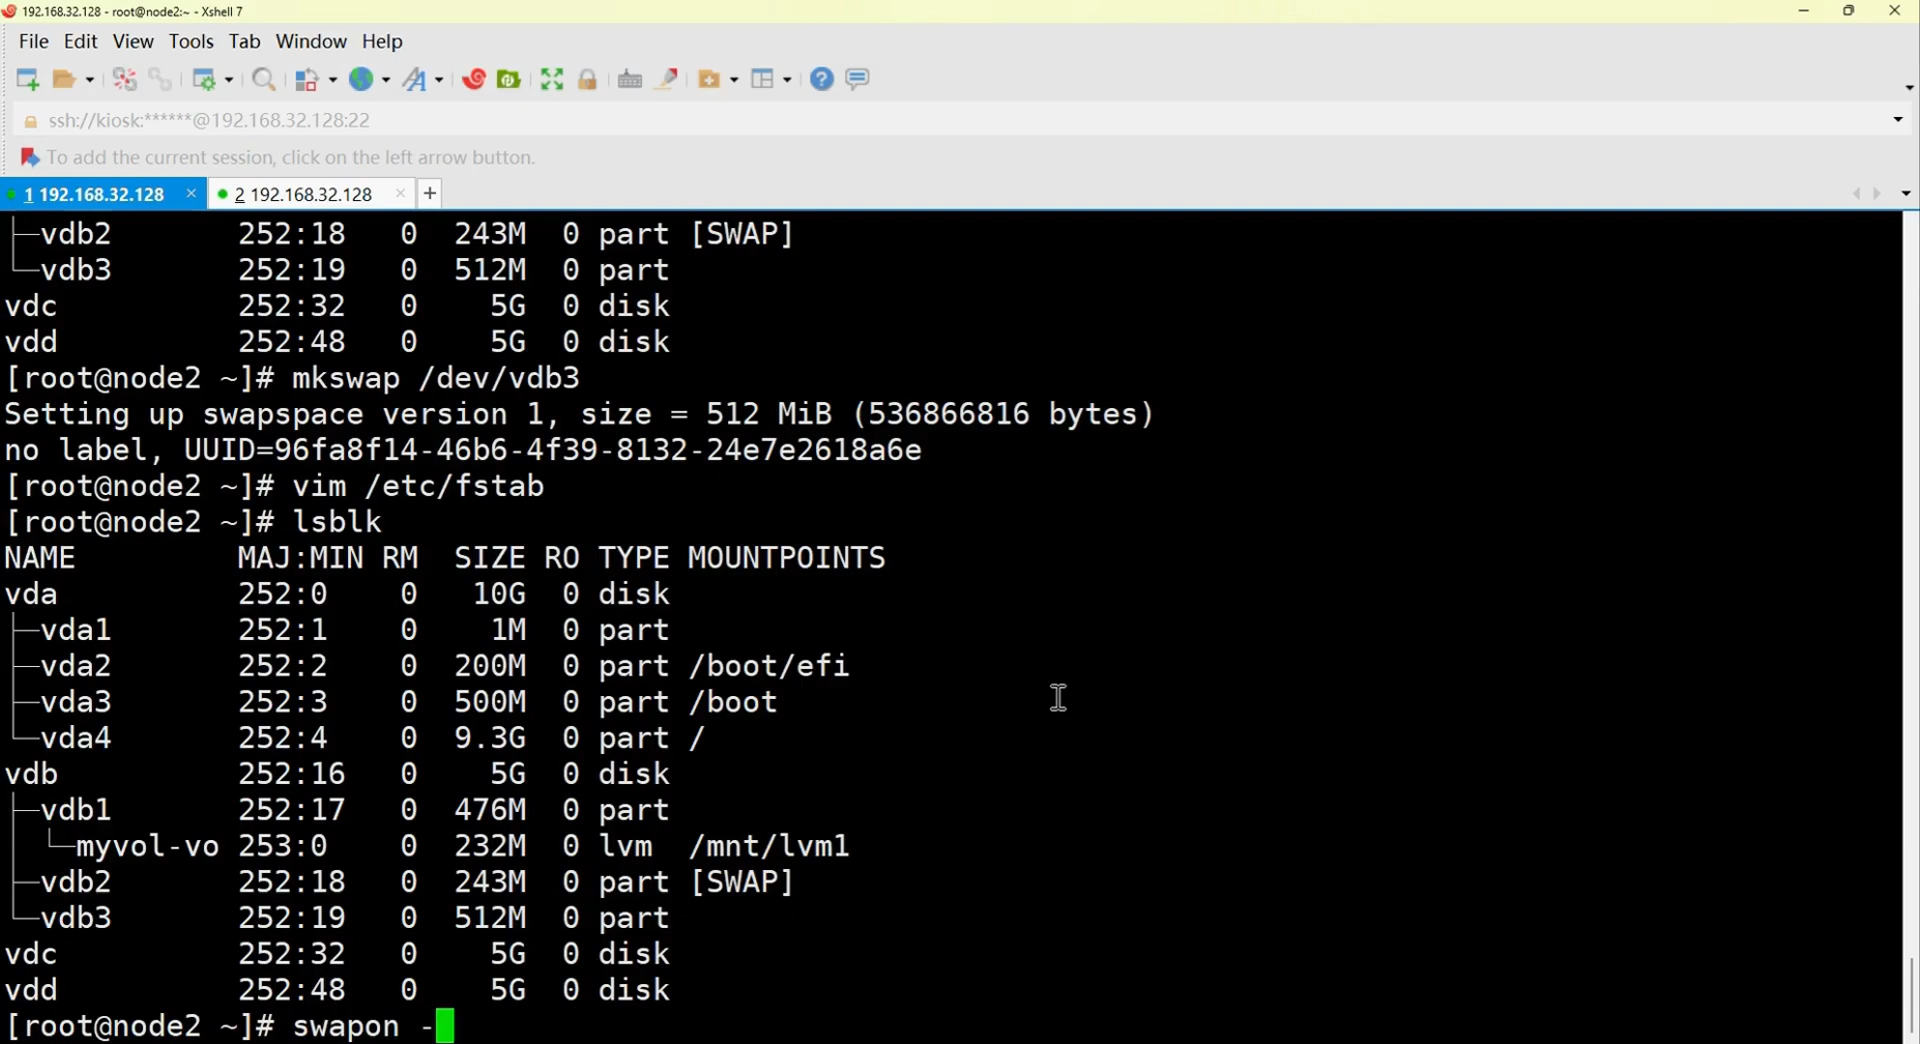 192.168.32.128 - root@node2:~ - Xshell 7
File Edit View Tools Tab Window Help
ssh://kiosk:******@192.168.32.128:22
To add the current session, click on the left arrow button.
1 192.168.32.128 × 2 192.168.32.128 × +
├─vdb2 252:18 0 243M 0 part [SWAP]
└─vdb3 252:19 0 512M 0 part
vdc 252:32 0 5G 0 disk
vdd 252:48 0 5G 0 disk
[root@node2 ~]# mkswap /dev/vdb3
Setting up swapspace version 1, size = 512 MiB (536866816 bytes)
no label, UUID=96fa8f14-46b6-4f39-8132-24e7e2618a6e
[root@node2 ~]# vim /etc/fstab
[root@node2 ~]# lsblk
NAME MAJ:MIN RM SIZE RO TYPE MOUNTPOINTS
vda 252:0 0 10G 0 disk
├─vda1 252:1 0 1M 0 part
├─vda2 252:2 0 200M 0 part /boot/efi
├─vda3 252:3 0 500M 0 part /boot
└─vda4 252:4 0 9.3G 0 part /
vdb 252:16 0 5G 0 disk
├─vdb1 252:17 0 476M 0 part
│ └─myvol-vo 253:0 0 232M 0 lvm /mnt/lvm1
├─vdb2 252:18 0 243M 0 part [SWAP]
└─vdb3 252:19 0 512M 0 part
vdc 252:32 0 5G 0 disk
vdd 252:48 0 5G 0 disk
[root@node2 ~]# swapon -